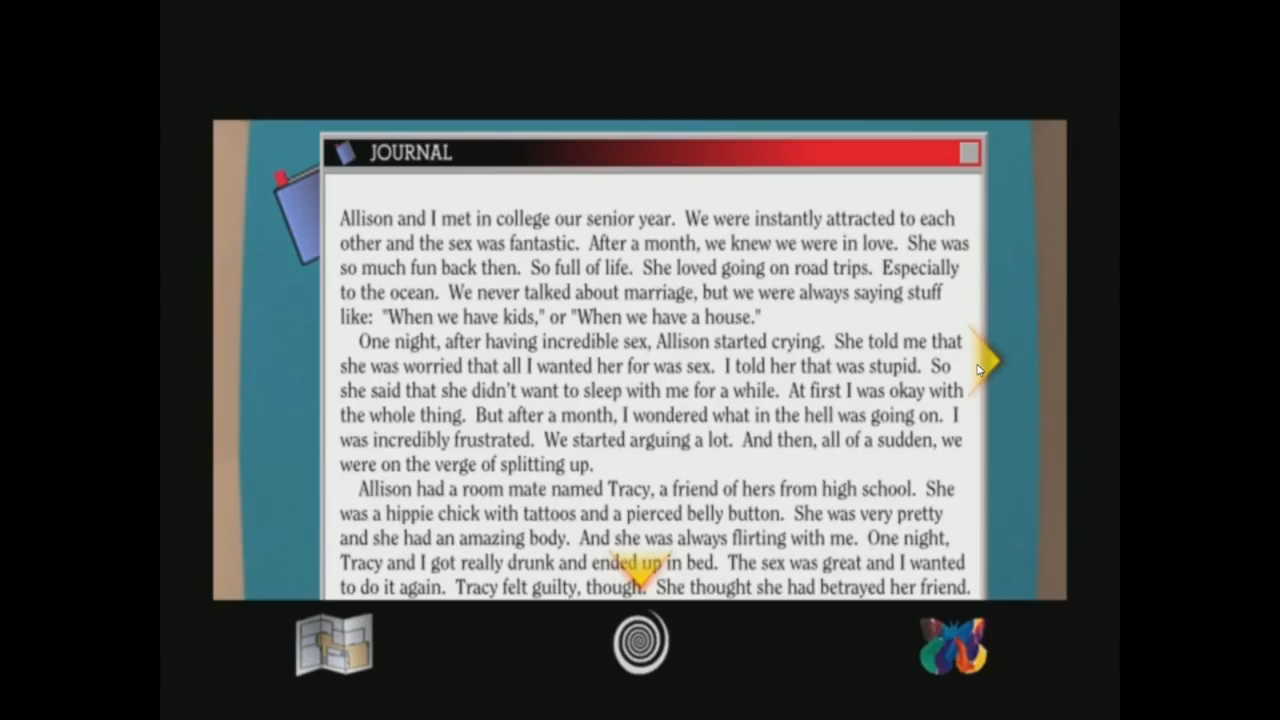 JOURNAL
Allison and I met in college our senior year. We were instantly attracted to each
other and the sex was fantastic. After a month, we knew we were in love. She was
so much fun back then. So full of life. She loved going on road trips. Especially
to the ocean. We never talked about marriage, but we were always saying stuff
like: "When we have kids," or "When we have a house."
One night, after having incredible sex, Allison started crying. She told me that
she was worried that all I wanted her for was sex. I told her that was stupid. So
she said that she didn't want to sleep with me for a while. At first I was okay with
the whole thing. But after a month, I wondered what in the hell was going on. I
was incredibly frustrated. We started arguing a lot. And then, all of a sudden, we
were on the verge of splitting up.
Allison had a room mate named Tracy, a friend of hers from high school. She
was a hippie chick with tattoos and a pierced belly button. She was very pretty
and she had an amazing body. And she was always flirting with me. One night,
Tracy and I got really drunk and ended up in bed. The sex was great and I wanted
to do it again. Tracy felt guilty, though. She thought she had betrayed her friend.